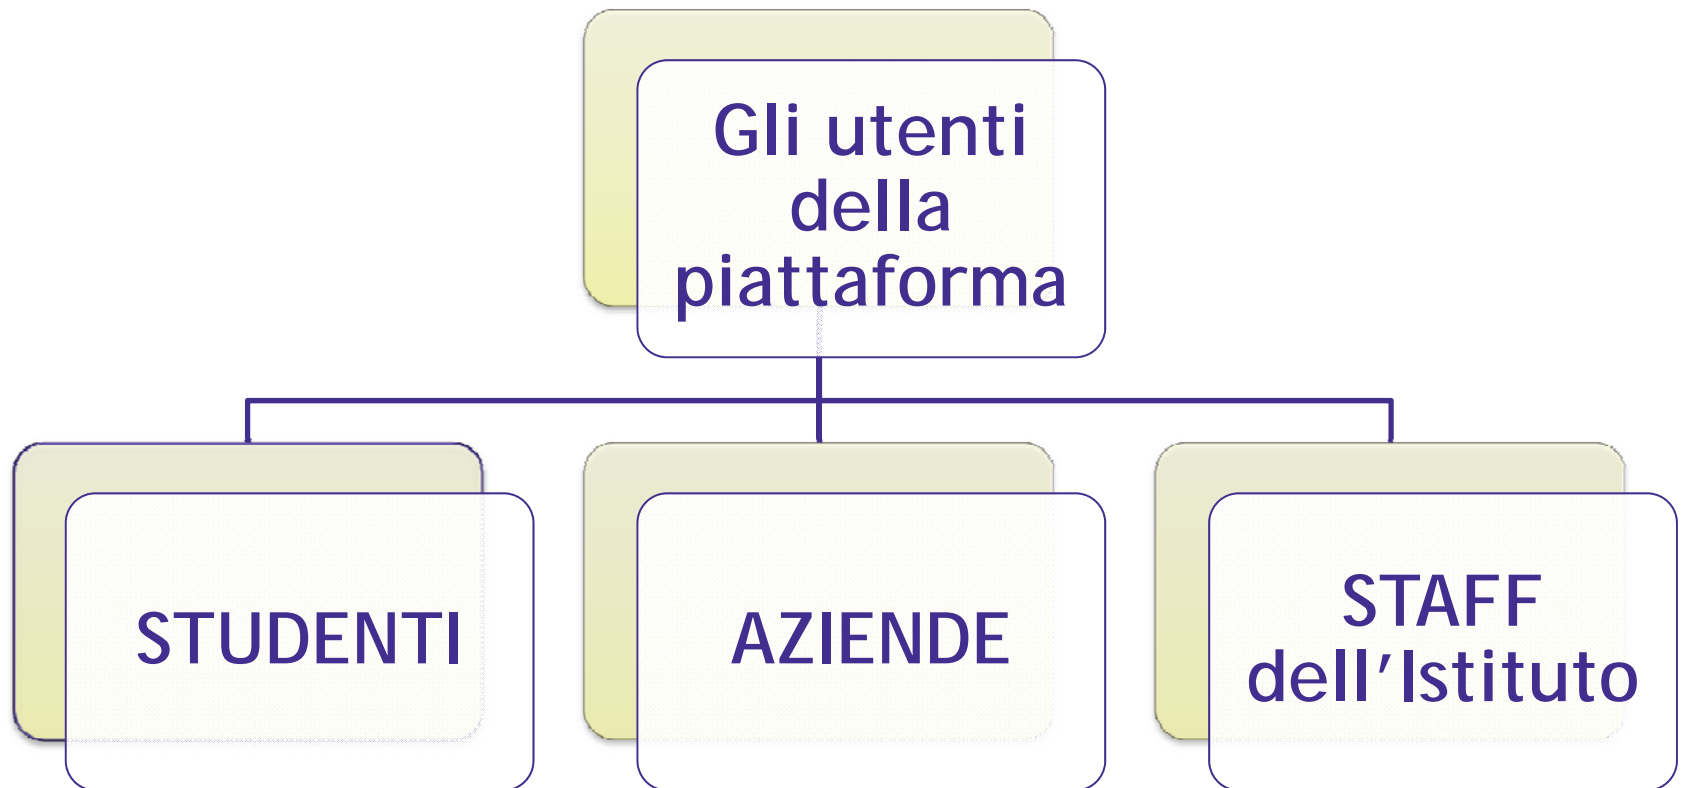 Gli utenti
della
piattaforma
STUDENTI
AZIENDE
STAFF
dell’Istituto